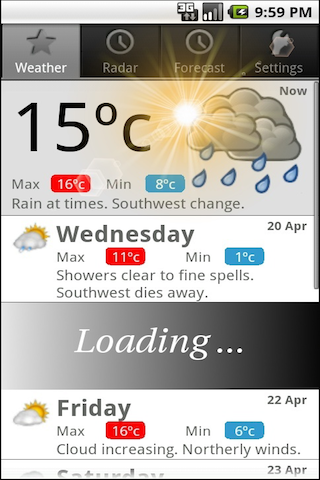 3G 9:59 PM
Weather Radar Forecast Settings
Now
15ºc
Max 16ºc Min 8ºc
Rain at times. Southwest change.
20 Apr
Wednesday
Max 11ºc Min 1ºc
Showers clear to fine spells.
Southwest dies away.
Loading ...
22 Apr
Friday
Max 16ºc Min 6ºc
Cloud increasing. Northerly winds.
23 Apr
Saturday